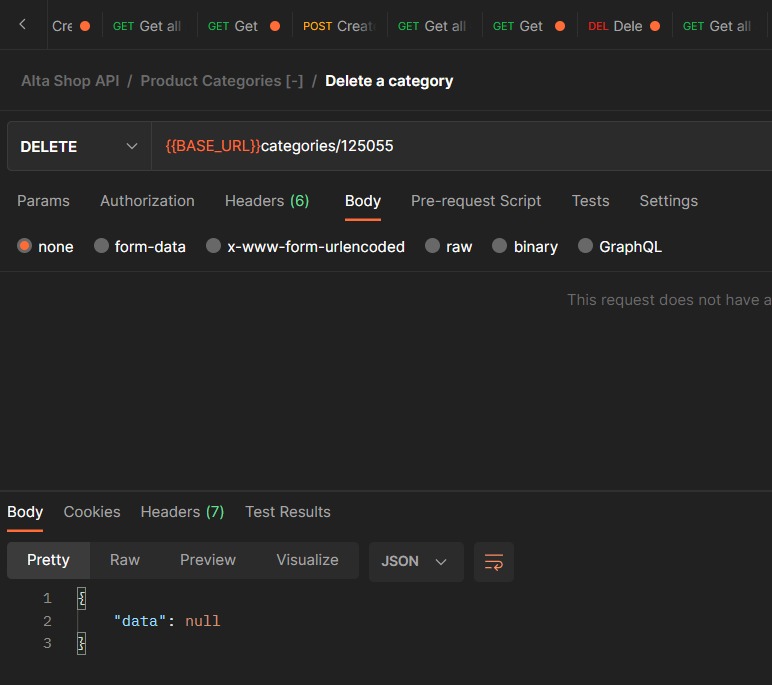 Cre GET Get all GET Get POST Creat GET Get all GET Get DEL Dele GET Get all
Alta Shop API / Product Categories [-] / Delete a category
DELETE {{BASE_URL}}categories/125055
Params Authorization Headers (6) Body Pre-request Script Tests Settings
none form-data x-www-form-urlencoded raw binary GraphQL
This request does not have a
Body Cookies Headers (7) Test Results
Pretty Raw Preview Visualize JSON
1 {
2 "data": null
3 }